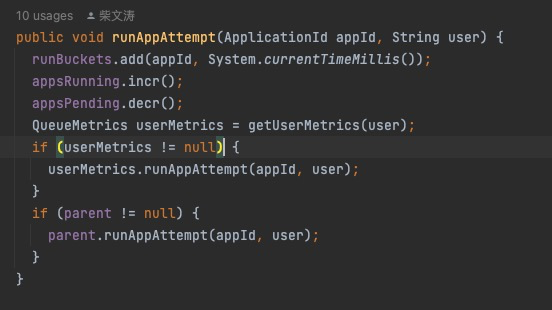 10 usages 柴文涛
public void runAppAttempt(ApplicationId appId, String user) {
runBuckets.add(appId, System.currentTimeMillis());
appsRunning.incr();
appsPending.decr();
QueueMetrics userMetrics = getUserMetrics(user);
if (userMetrics != null) {
userMetrics.runAppAttempt(appId, user);
}
if (parent != null) {
parent.runAppAttempt(appId, user);
}
}